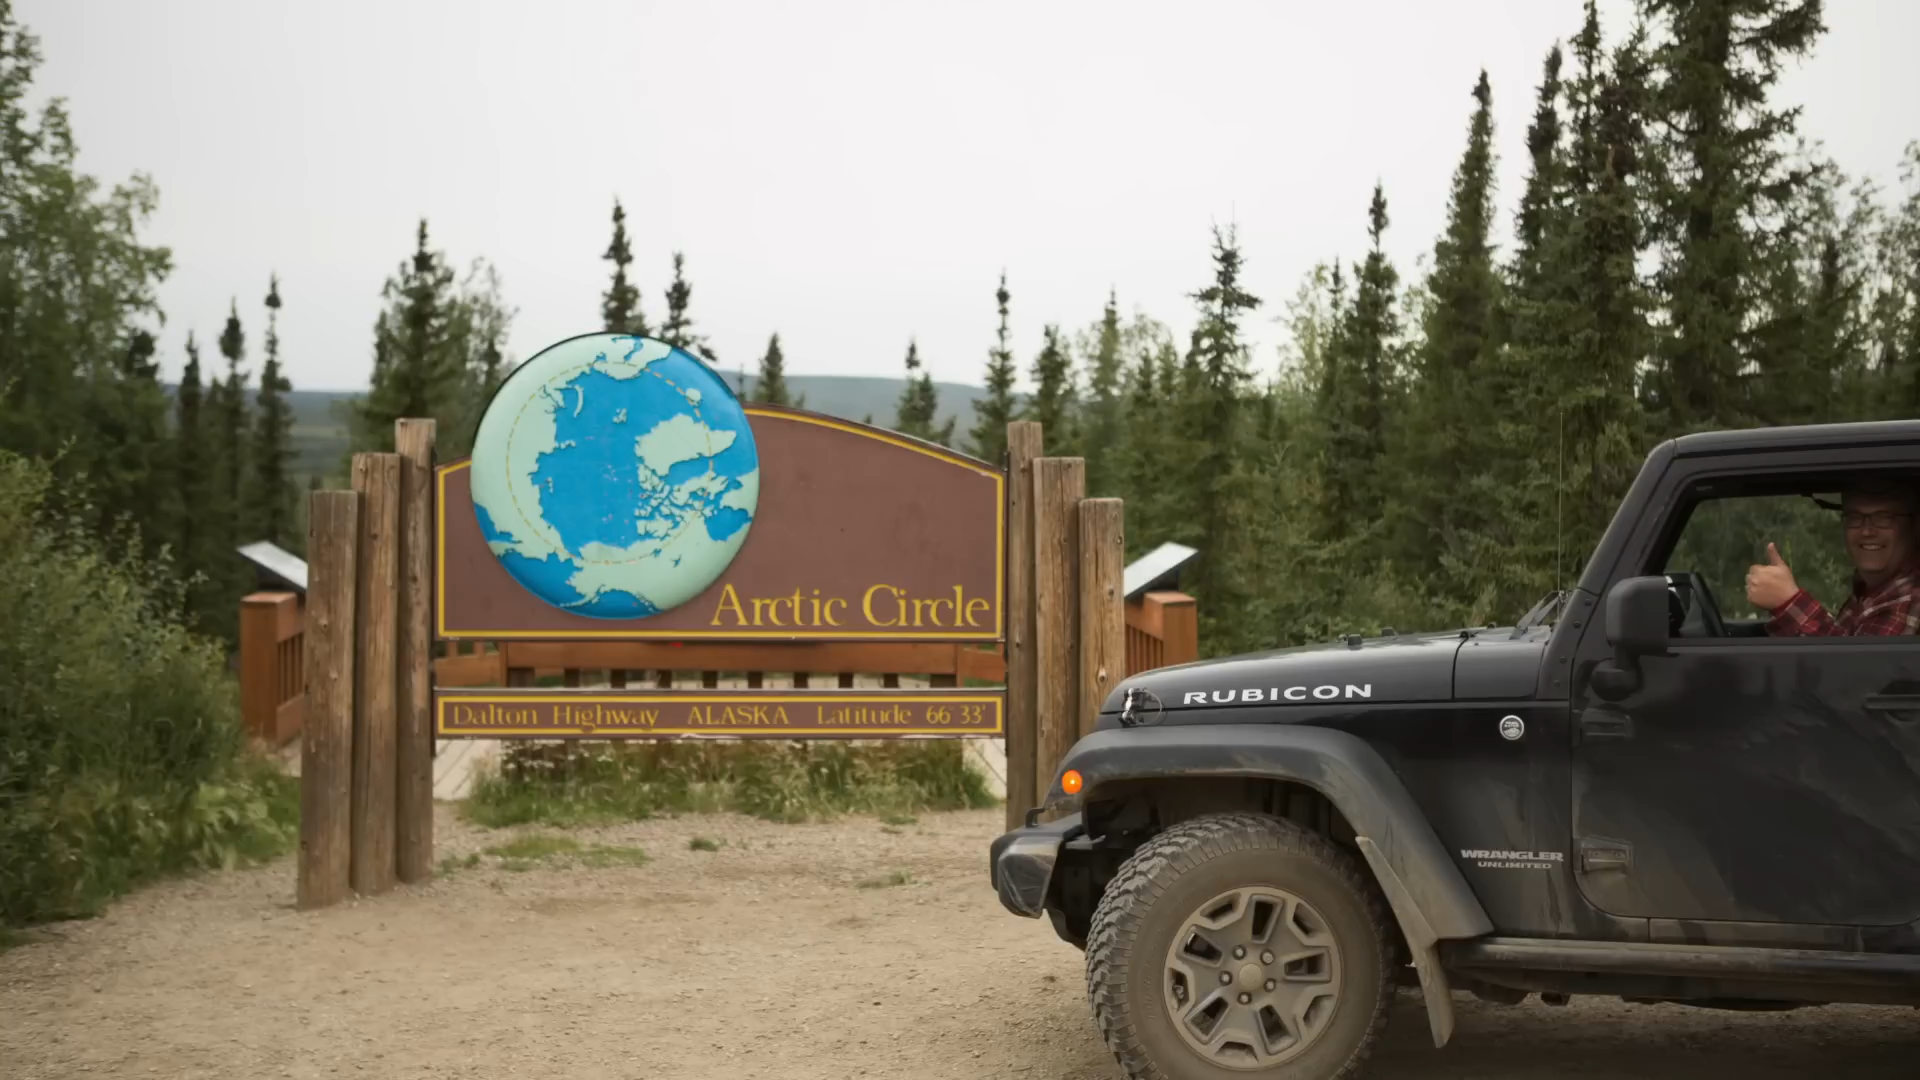 Arctic Circle
Dalton Highway ALASKA Latitude 66°33'
RUBICON
WRANGLER
UNLIMITED